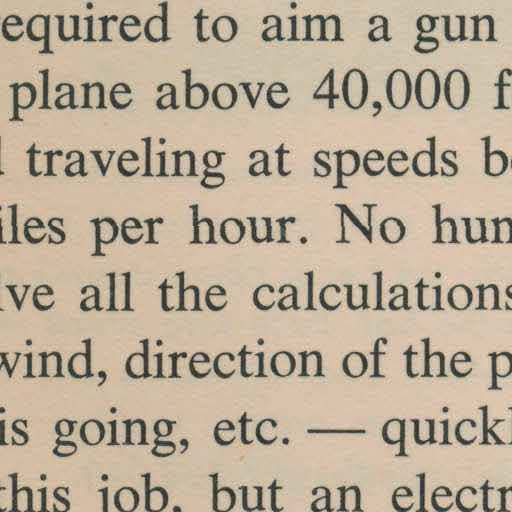 equired to aim a gun
plane above 40,000 f
traveling at speeds b
iles per hour. No hum
lve all the calculations
wind, direction of the p
is going, etc. — quickl
this job, but an electr